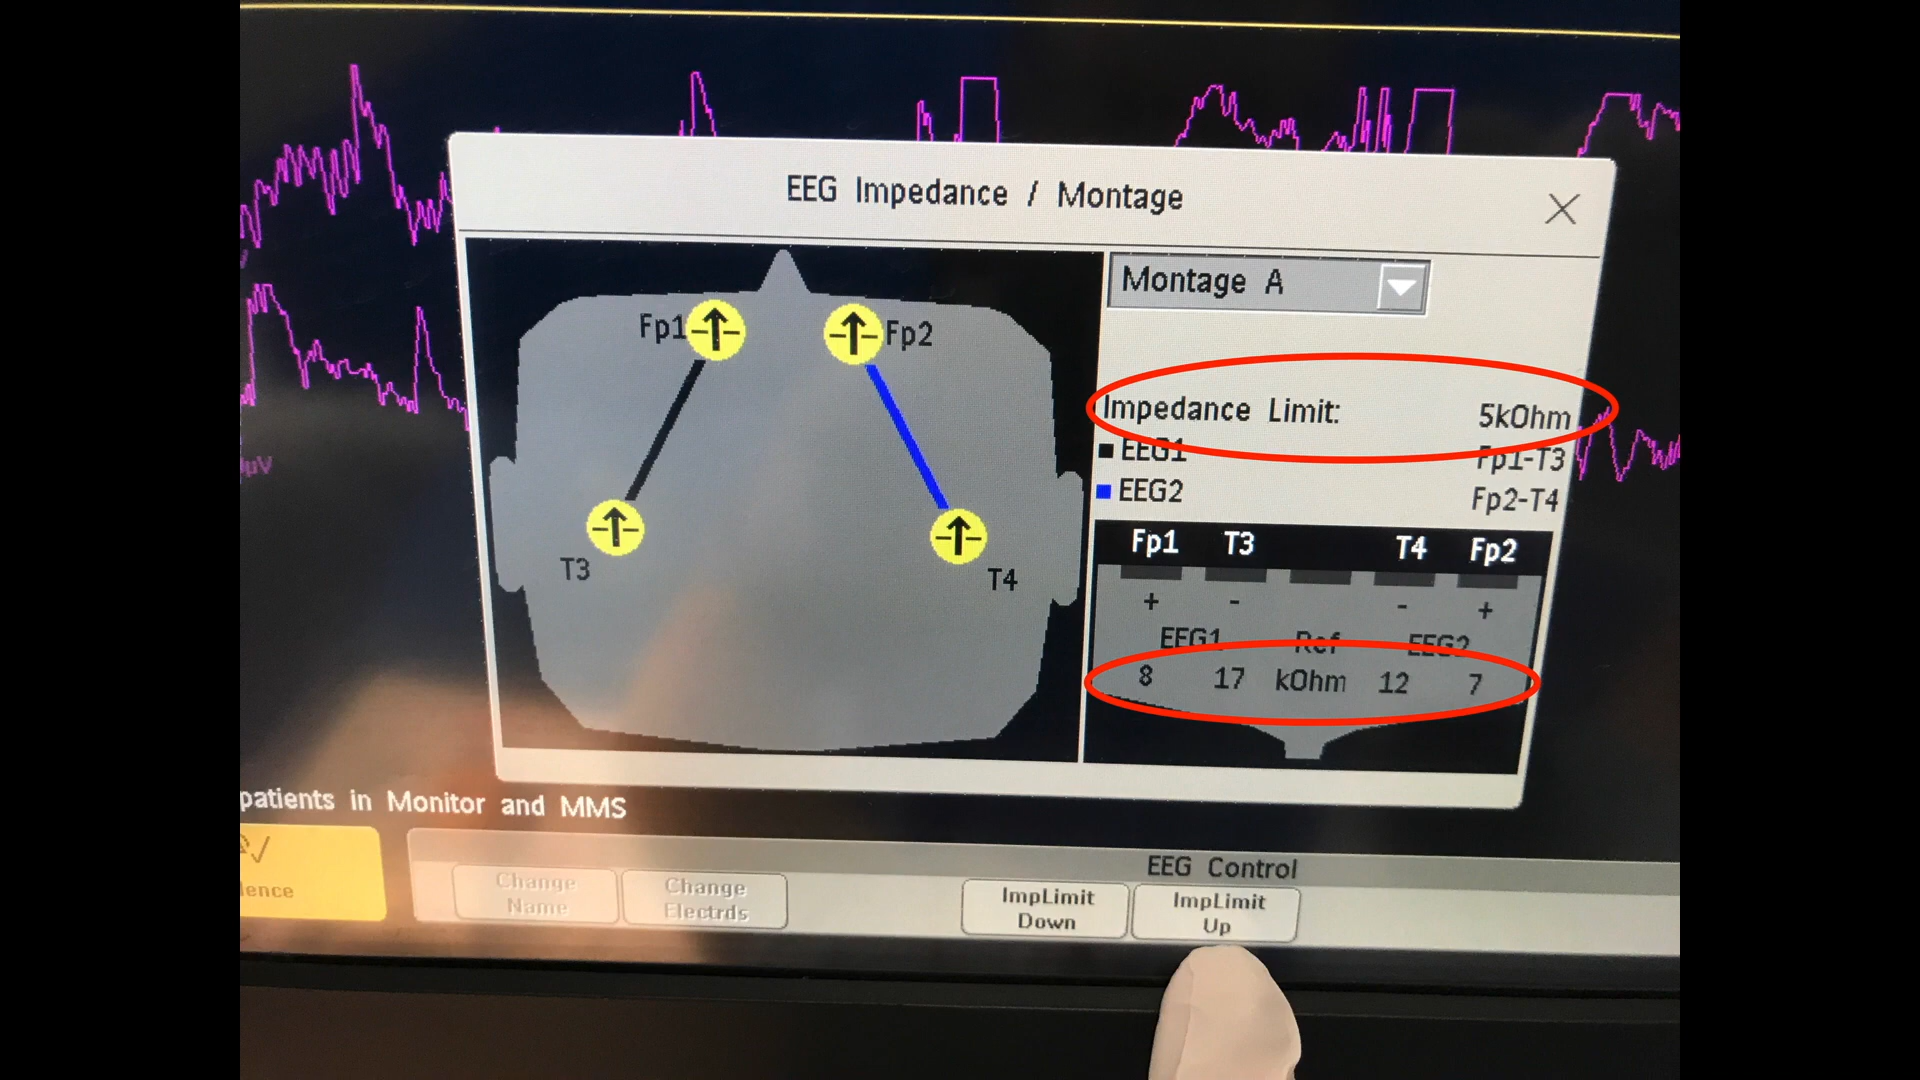 EEG Impedance / Montage
Fp1
Fp2
T3
T4
Montage A
Impedance Limit: 5kOhm
EEG1 Fp1-T3
EEG2 Fp2-T4
Fp1 T3 T4 Fp2
+ - - +
EEG1 Ref EEG2
8 17 kOhm 12 7
µV
patients in Monitor and MMS
EEG Control
Change
Name
Change
Electrds
ImpLimit
Down
ImpLimit
Up